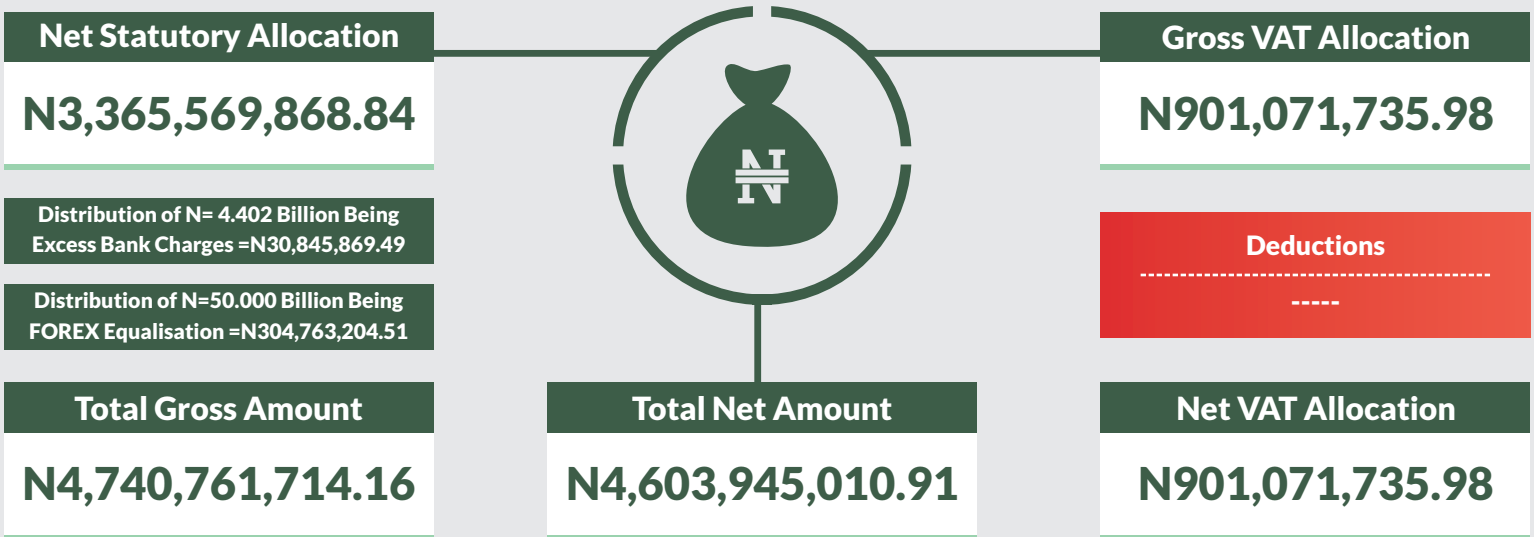 Net Statutory Allocation
N3,365,569,868.84
Distribution of N= 4.402 Billion Being
Excess Bank Charges =N30,845,869.49
Distribution of N=50.000 Billion Being
FOREX Equalisation =N304,763,204.51
Total Gross Amount
N4,740,761,714.16
₦
Total Net Amount
N4,603,945,010.91
Gross VAT Allocation
N901,071,735.98
Deductions
-----
Net VAT Allocation
N901,071,735.98